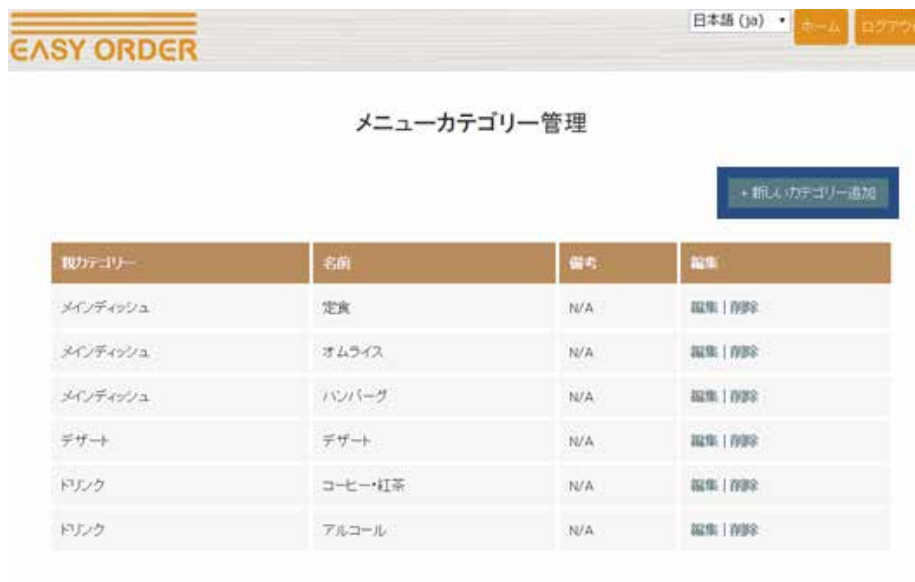 EASY ORDER
日本語 (ja)
ホーム
ログアウ
メニューカテゴリー管理
+ 新しいカテゴリー追加
親カテゴリー 名前 備考 編集
メインディッシュ 定食 N/A 編集 | 削除
メインディッシュ オムライス N/A 編集 | 削除
メインディッシュ ハンバーグ N/A 編集 | 削除
デザート デザート N/A 編集 | 削除
ドリンク コーヒー・紅茶 N/A 編集 | 削除
ドリンク アルコール N/A 編集 | 削除